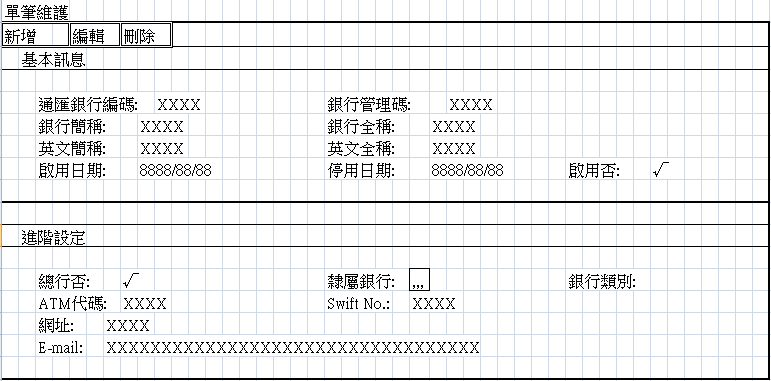 單筆維護
新增 編輯 刪除
基本訊息
通匯銀行編碼: XXXX 銀行管理碼: XXXX
銀行簡稱: XXXX 銀行全稱: XXXX
英文簡稱: XXXX 英文全稱: XXXX
啟用日期: 8888/88/88 停用日期: 8888/88/88 啟用否: √
進階設定
總行否: √ 隸屬銀行: ,,, 銀行類別:
ATM代碼: XXXX Swift No.: XXXX
網址: XXXX
E-mail: XXXXXXXXXXXXXXXXXXXXXXXXXXXXXXXXXX